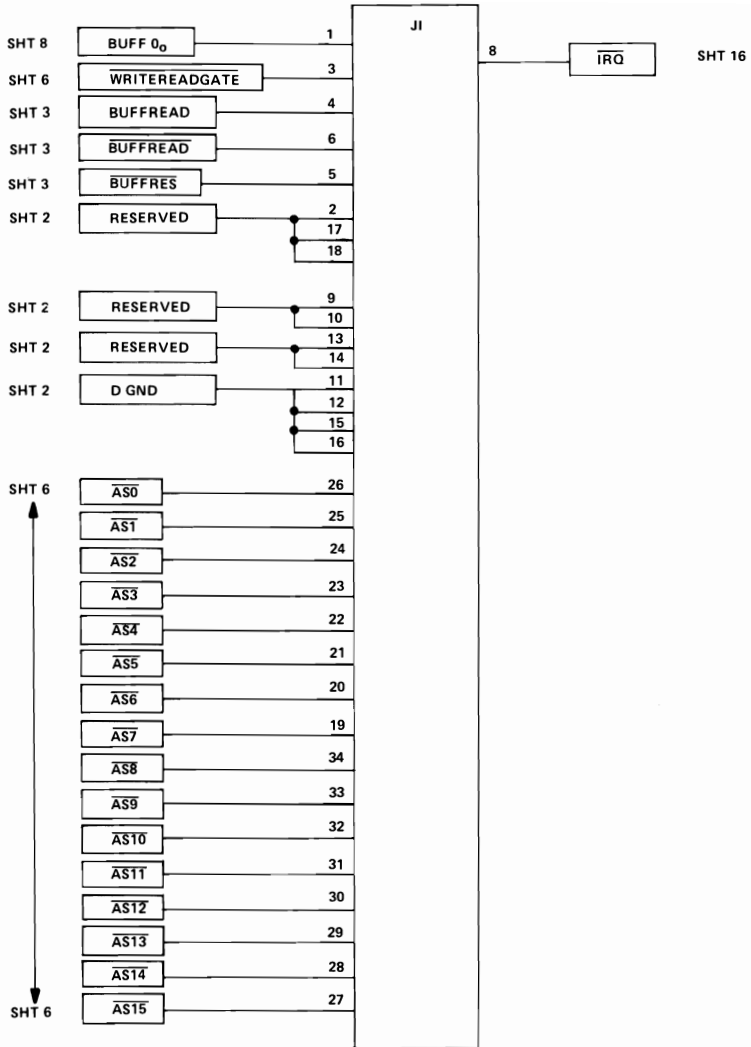 JI
SHT 8 BUFF 0o 1
8 IRQ SHT 16
SHT 6 WRITEREADGATE 3
SHT 3 BUFFREAD 4
SHT 3 BUFFREAD 6
SHT 3 BUFFRES 5
SHT 2 RESERVED 2
17
18
SHT 2 RESERVED 9
10
SHT 2 RESERVED 13
14
SHT 2 D GND 11
12
15
16
SHT 6 AS0 26
AS1 25
AS2 24
AS3 23
AS4 22
AS5 21
AS6 20
AS7 19
AS8 34
AS9 33
AS10 32
AS11 31
AS12 30
AS13 29
AS14 28
SHT 6 AS15 27